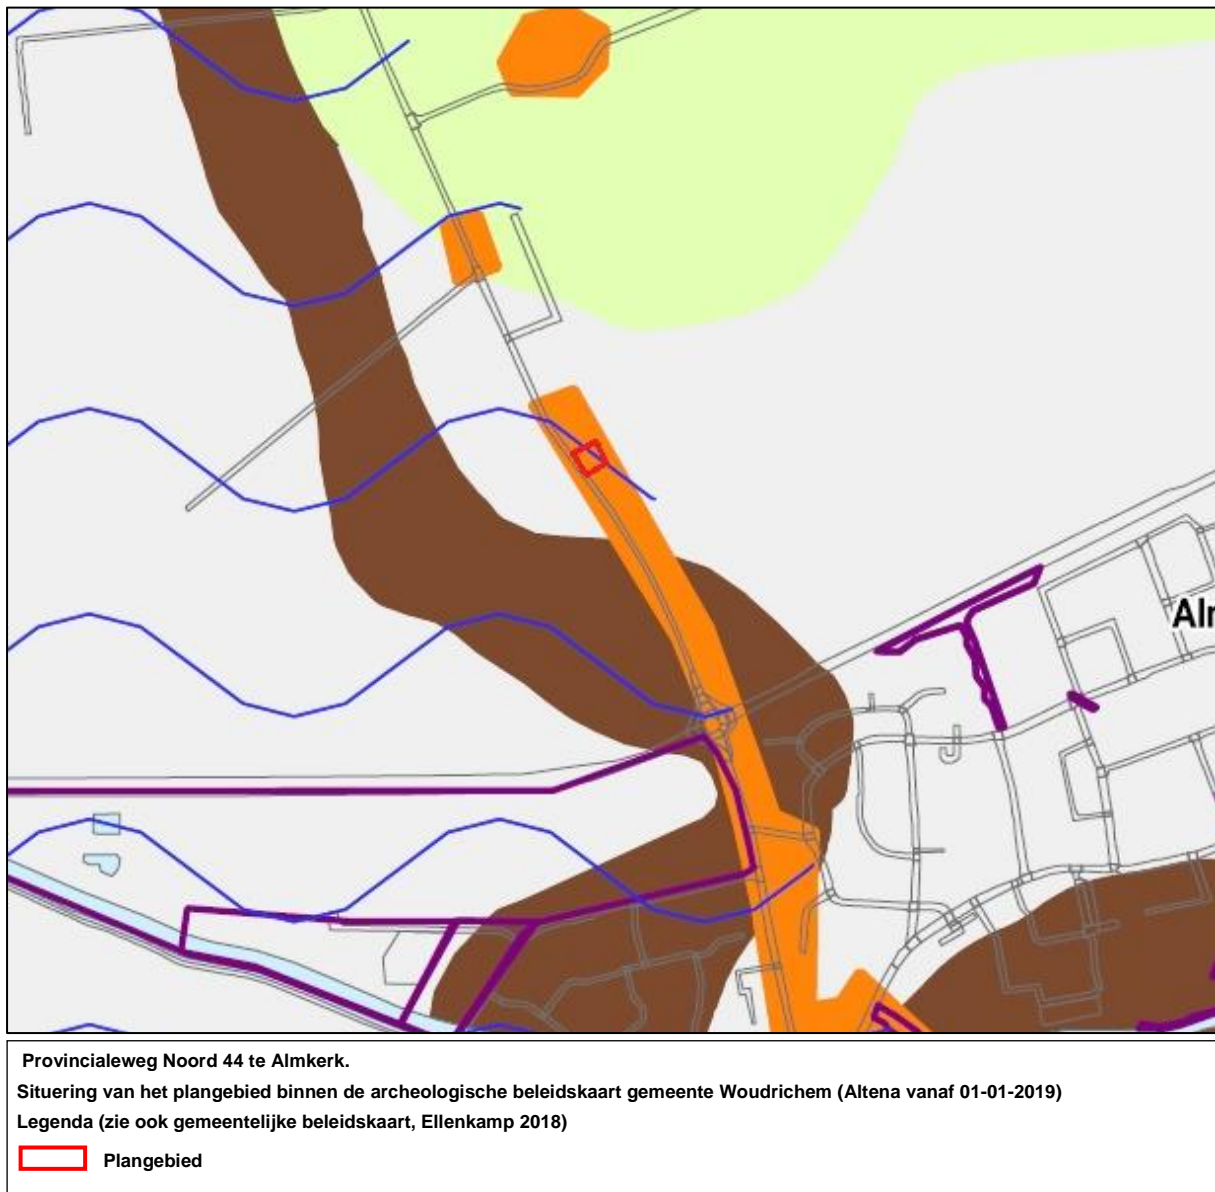 Alr
Provincialeweg Noord 44 te Almkerk.
Situering van het plangebied binnen de archeologische beleidskaart gemeente Woudrichem (Altena vanaf 01-01-2019)
Legenda (zie ook gemeentelijke beleidskaart, Ellenkamp 2018)
Plangebied